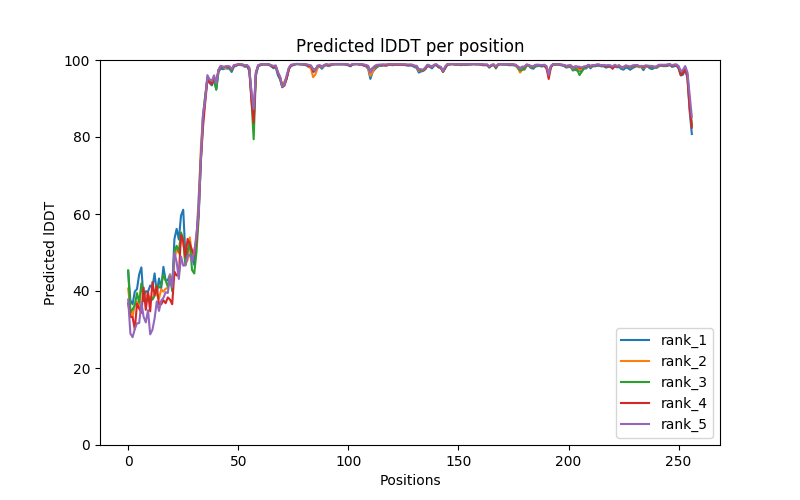 Predicted lDDT per position
Predicted lDDT
100
80
60
40
20
0
0 50 100 150 200 250
Positions
rank_1
rank_2
rank_3
rank_4
rank_5